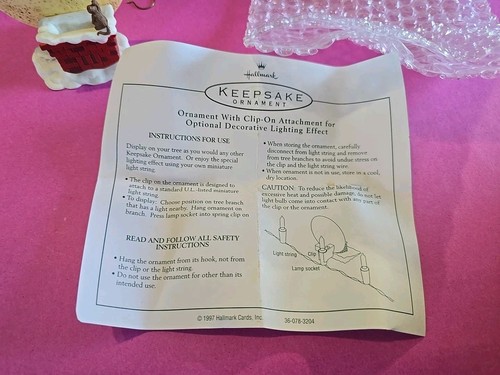 Hallmark
KEEPSAKE
ORNAMENT
Ornament With Clip-On Attachment for
Optional Decorative Lighting Effect
INSTRUCTIONS FOR USE
Display on your tree as you would any other
Keepsake Ornament. Or enjoy the special
lighting effect using your own miniature
light string.
• The clip on the ornament is designed to
attach to a standard U.L.-listed miniature
light string.
• To display: Choose position on tree branch
that has a light nearby. Hang ornament on
branch. Press lamp socket into spring clip on
READ AND FOLLOW ALL SAFETY
INSTRUCTIONS
• Hang the ornament from its hook, not from
the clip or the light string.
• Do not use the ornament for other than its
intended use.
• When storing the ornament, carefully
disconnect from light string and remove
from tree branches to avoid undue stress on
the clip and the light string wire.
• When ornament is not in use, store in a cool,
dry location.
CAUTION: To reduce the likelihood of
excessive heat and possible damage, do not let
light bulb come into contact with any part of
the clip or the ornament.
Light string
Clip
Lamp socket
© 1997 Hallmark Cards, Inc.
36-078-3204